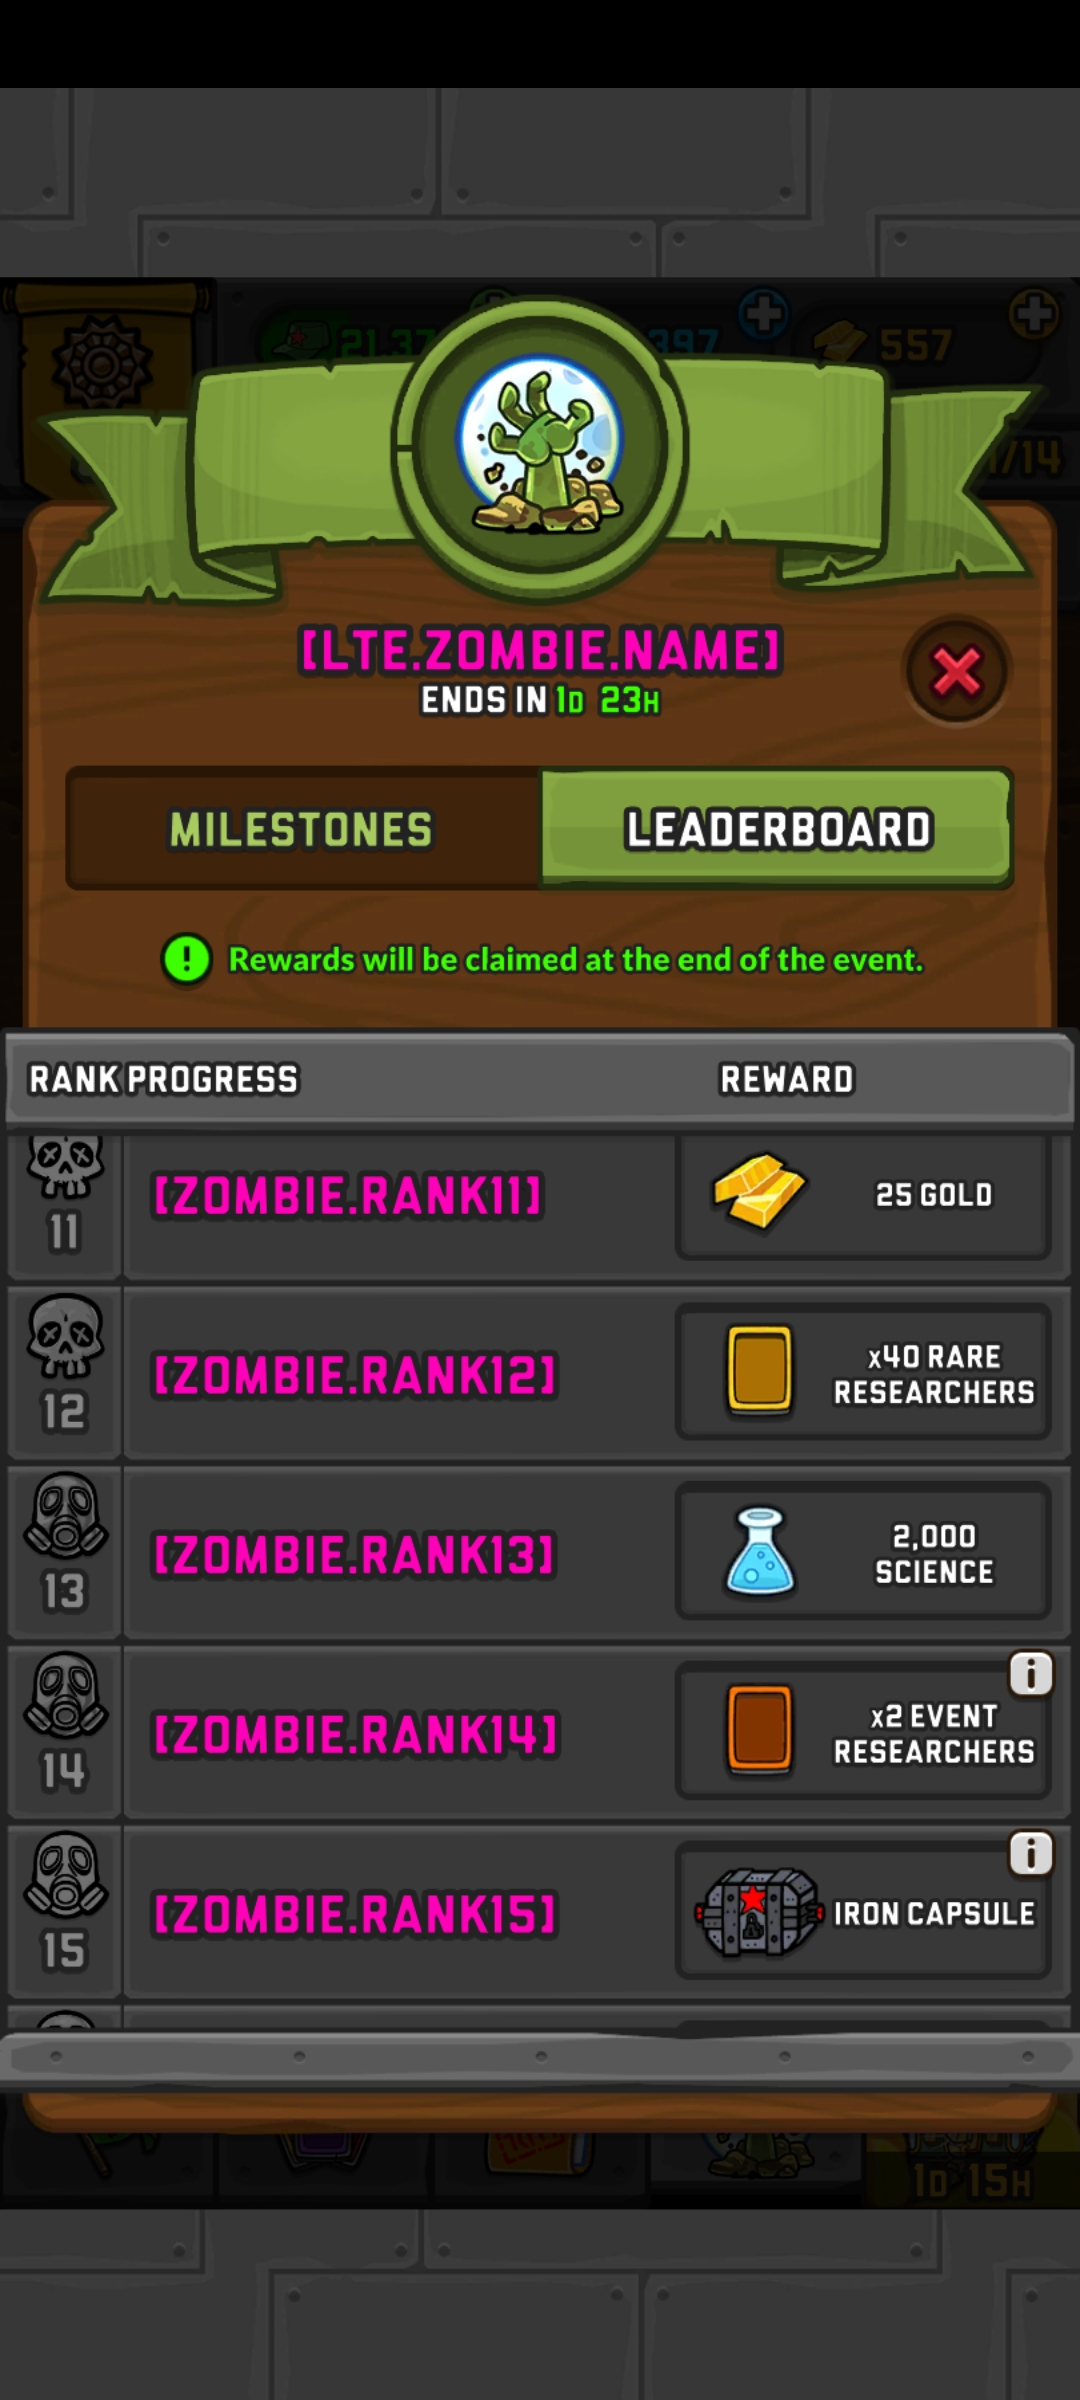 557
[LTE.ZOMBIE.NAME]
ENDS IN 1D 23H
MILESTONES
LEADERBOARD
! Rewards will be claimed at the end of the event.
RANK PROGRESS
REWARD
11
[ZOMBIE.RANK11]
25 GOLD
12
[ZOMBIE.RANK12]
x40 RARE
RESEARCHERS
13
[ZOMBIE.RANK13]
2,000
SCIENCE
14
[ZOMBIE.RANK14]
i
x2 EVENT
RESEARCHERS
15
[ZOMBIE.RANK15]
i
IRON CAPSULE
1D 15H